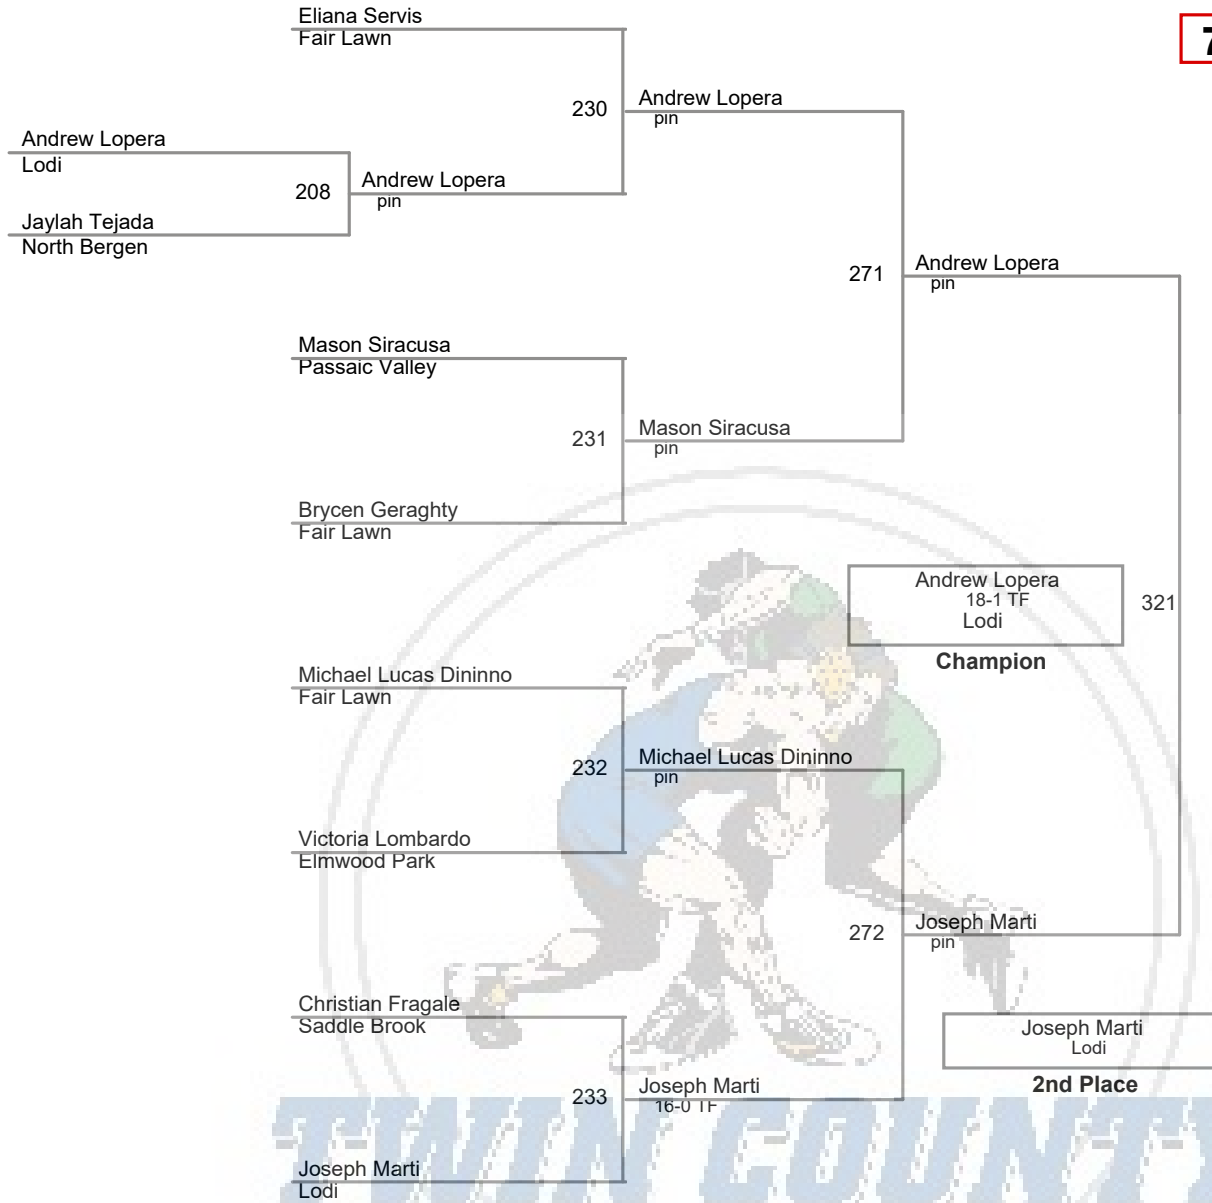 Eliana Servis
Fair Lawn
7
230
Andrew Lopera
pin
Andrew Lopera
Lodi
208
Andrew Lopera
pin
Jaylah Tejada
North Bergen
271
Andrew Lopera
pin
Mason Siracusa
Passaic Valley
231
Mason Siracusa
pin
Brycen Geraghty
Fair Lawn
Andrew Lopera
18-1 TF
Lodi
321
Champion
Michael Lucas Dininno
Fair Lawn
232
Michael Lucas Dininno
pin
Victoria Lombardo
Elmwood Park
272
Joseph Marti
pin
Christian Fragale
Saddle Brook
Joseph Marti
Lodi
2nd Place
233
Joseph Marti
16-0 TF
Joseph Marti
Lodi
TWIN COUNTY